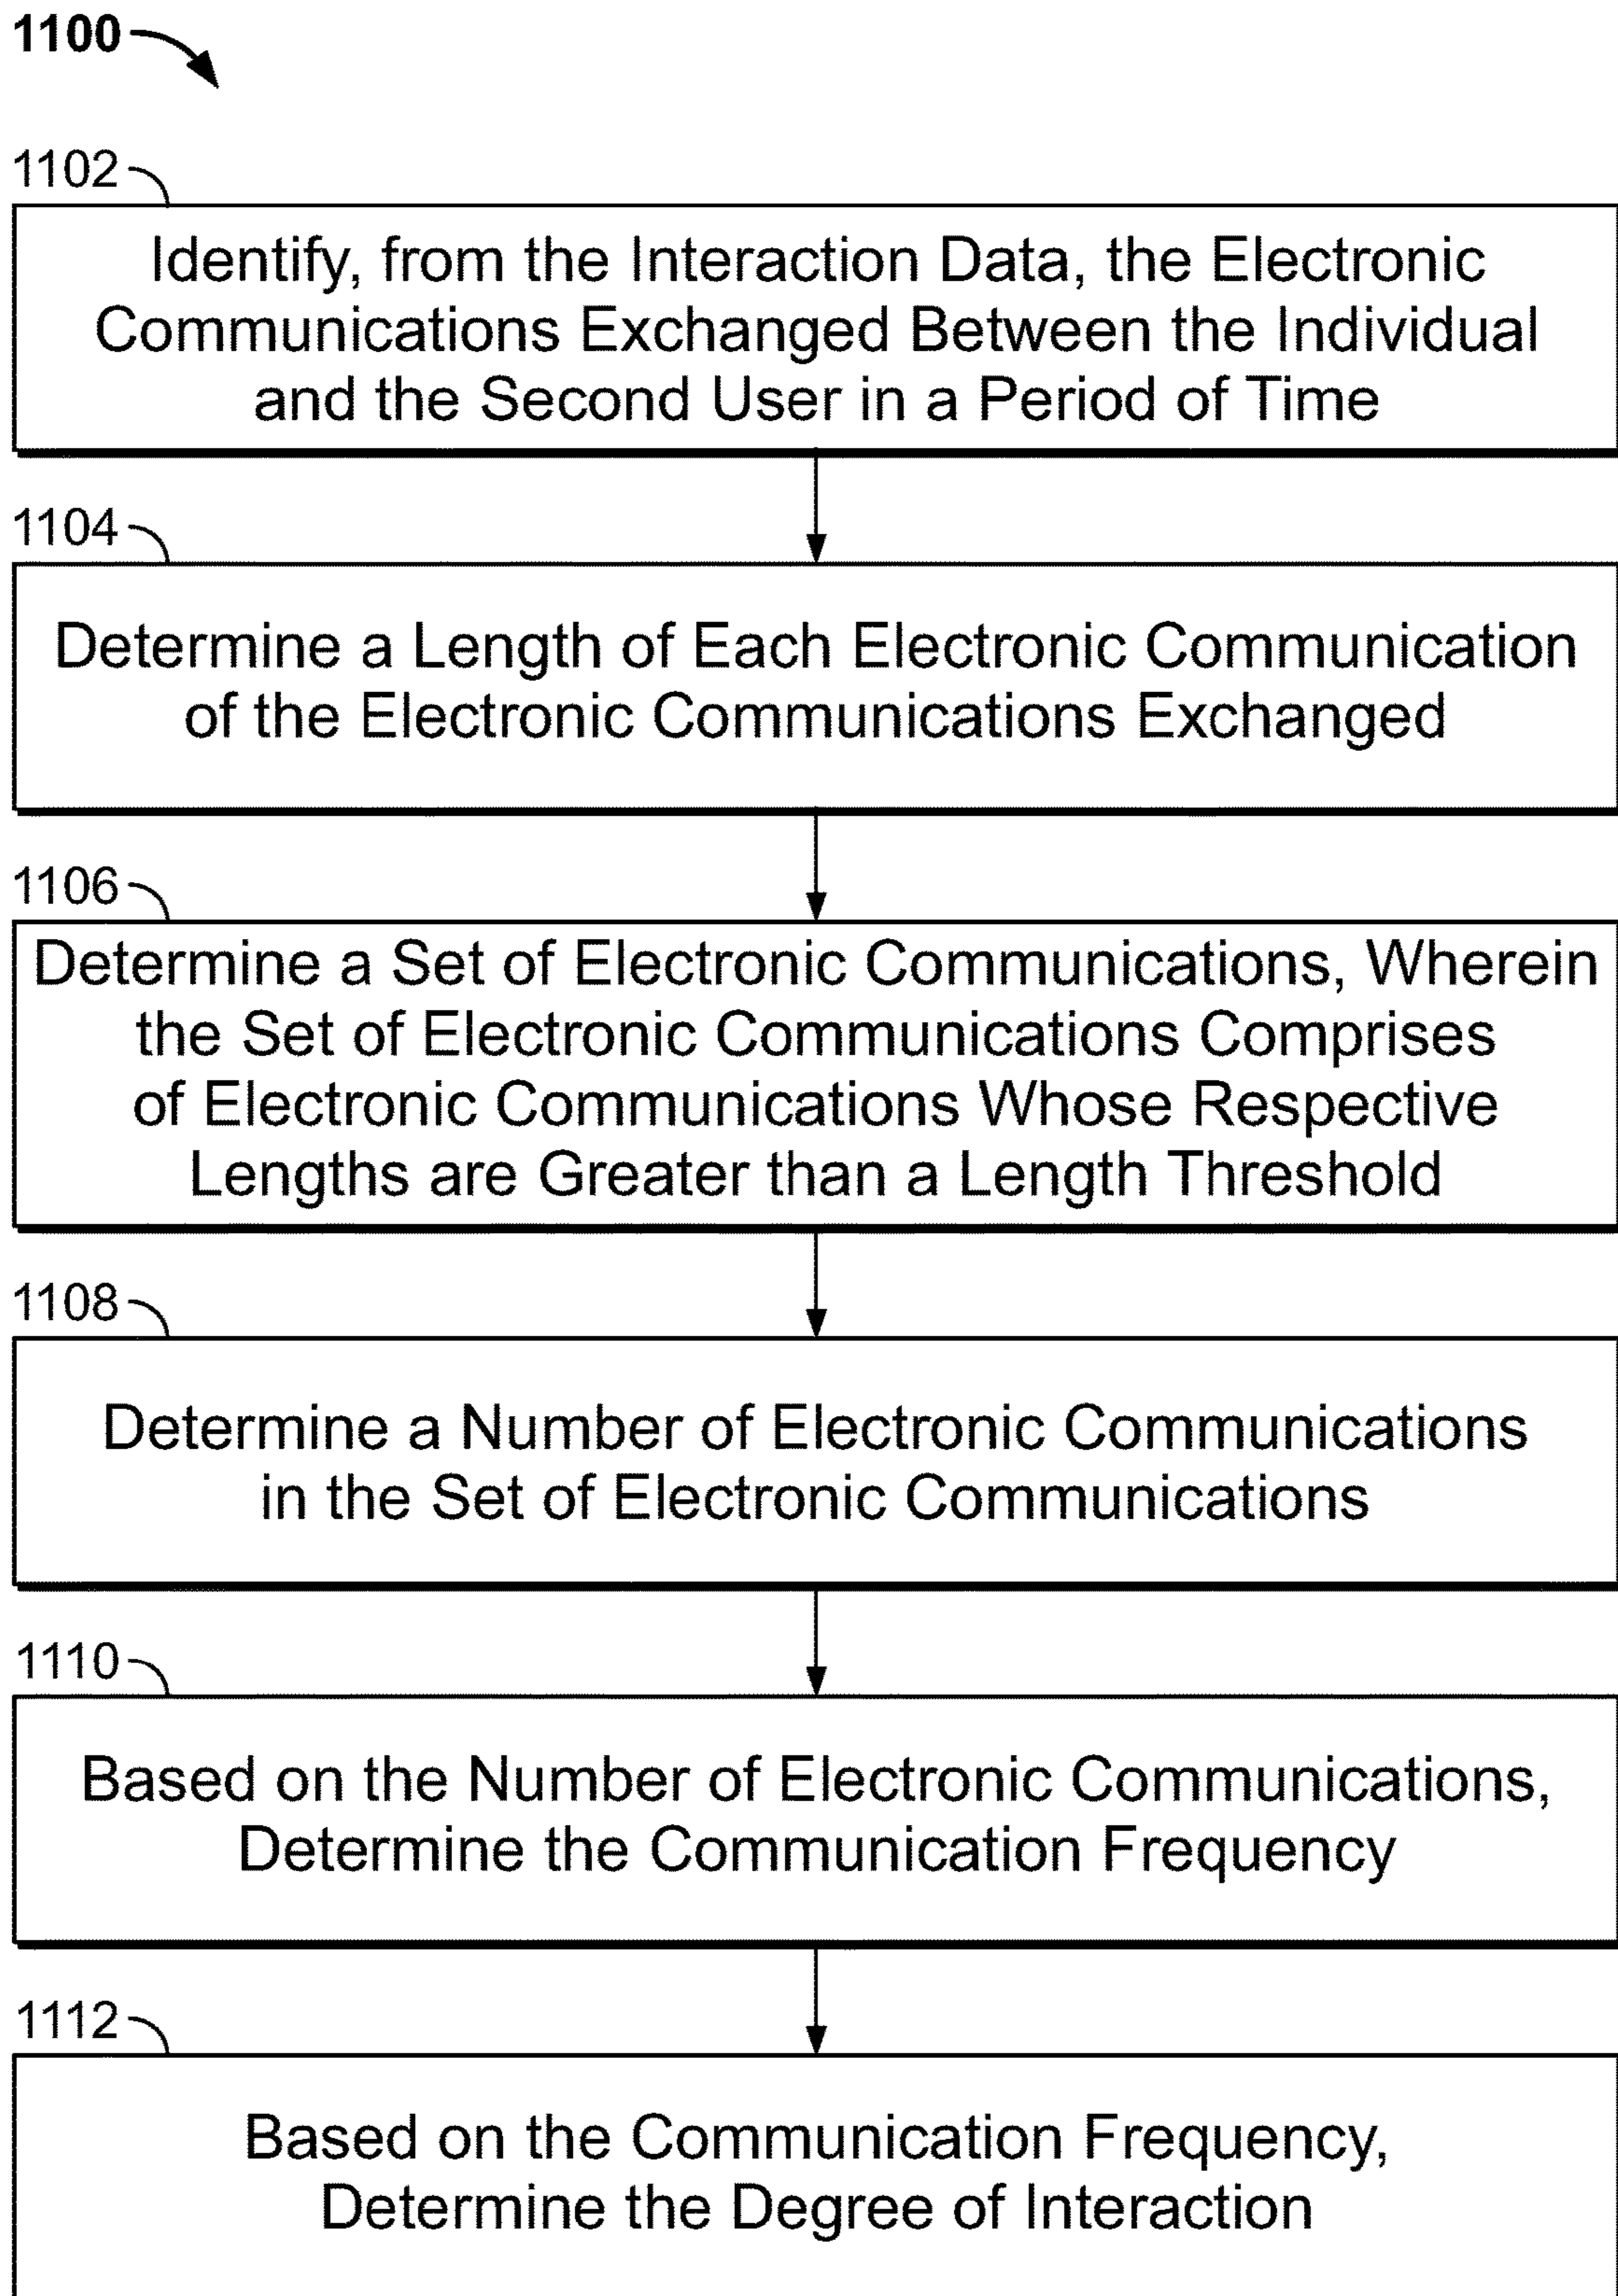 1100
1102
Identify, from the Interaction Data, the Electronic
Communications Exchanged Between the Individual
and the Second User in a Period of Time
1104
Determine a Length of Each Electronic Communication
of the Electronic Communications Exchanged
1106
Determine a Set of Electronic Communications, Wherein
the Set of Electronic Communications Comprises
of Electronic Communications Whose Respective
Lengths are Greater than a Length Threshold
1108
Determine a Number of Electronic Communications
in the Set of Electronic Communications
1110
Based on the Number of Electronic Communications,
Determine the Communication Frequency
1112
Based on the Communication Frequency,
Determine the Degree of Interaction